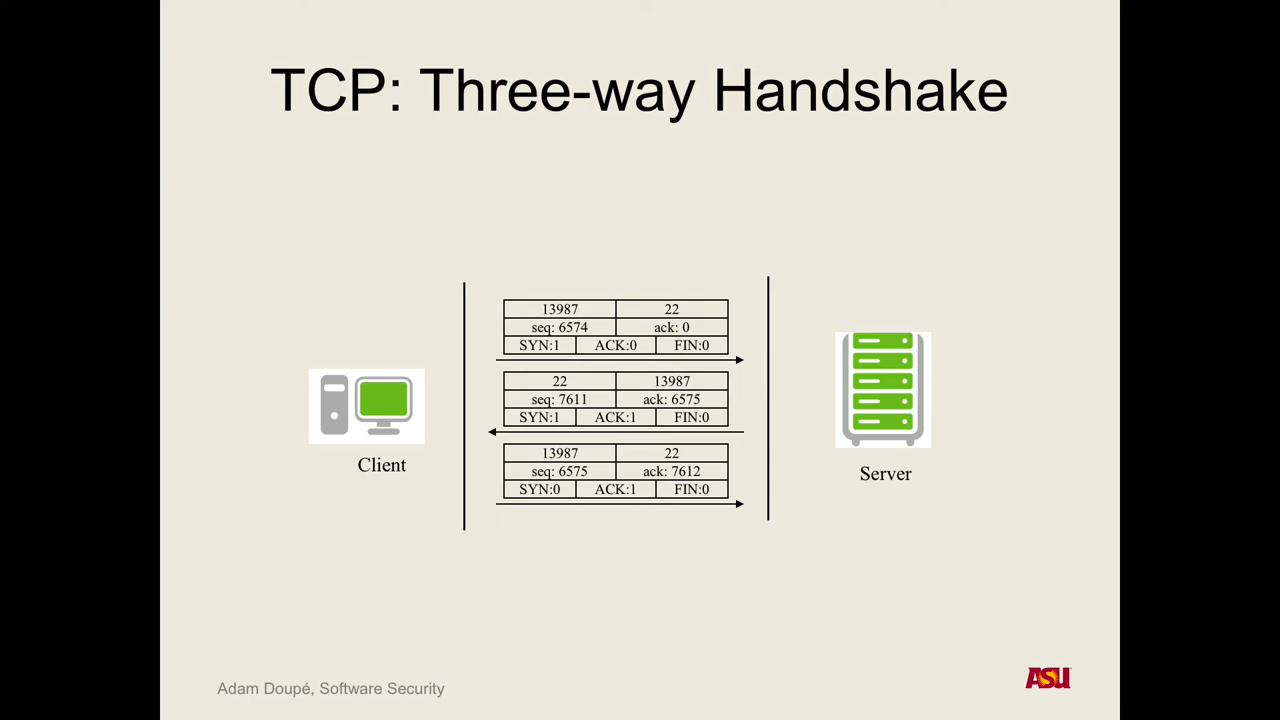 TCP: Three-way Handshake
13987 22
seq: 6574 ack: 0
SYN:1 ACK:0 FIN:0
22 13987
seq: 7611 ack: 6575
SYN:1 ACK:1 FIN:0
13987 22
seq: 6575 ack: 7612
SYN:0 ACK:1 FIN:0
Client
Server
Adam Doupé, Software Security
ASU